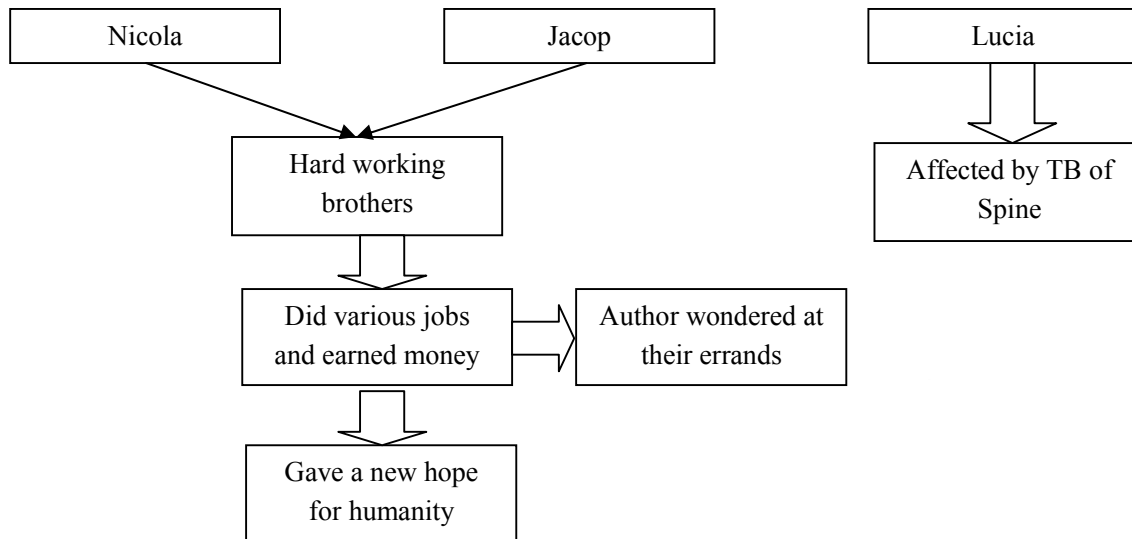 Nicola
Jacop
Lucia
Hard working
brothers
Affected by TB of
Spine
Did various jobs
and earned money
Author wondered at
their errands
Gave a new hope
for humanity